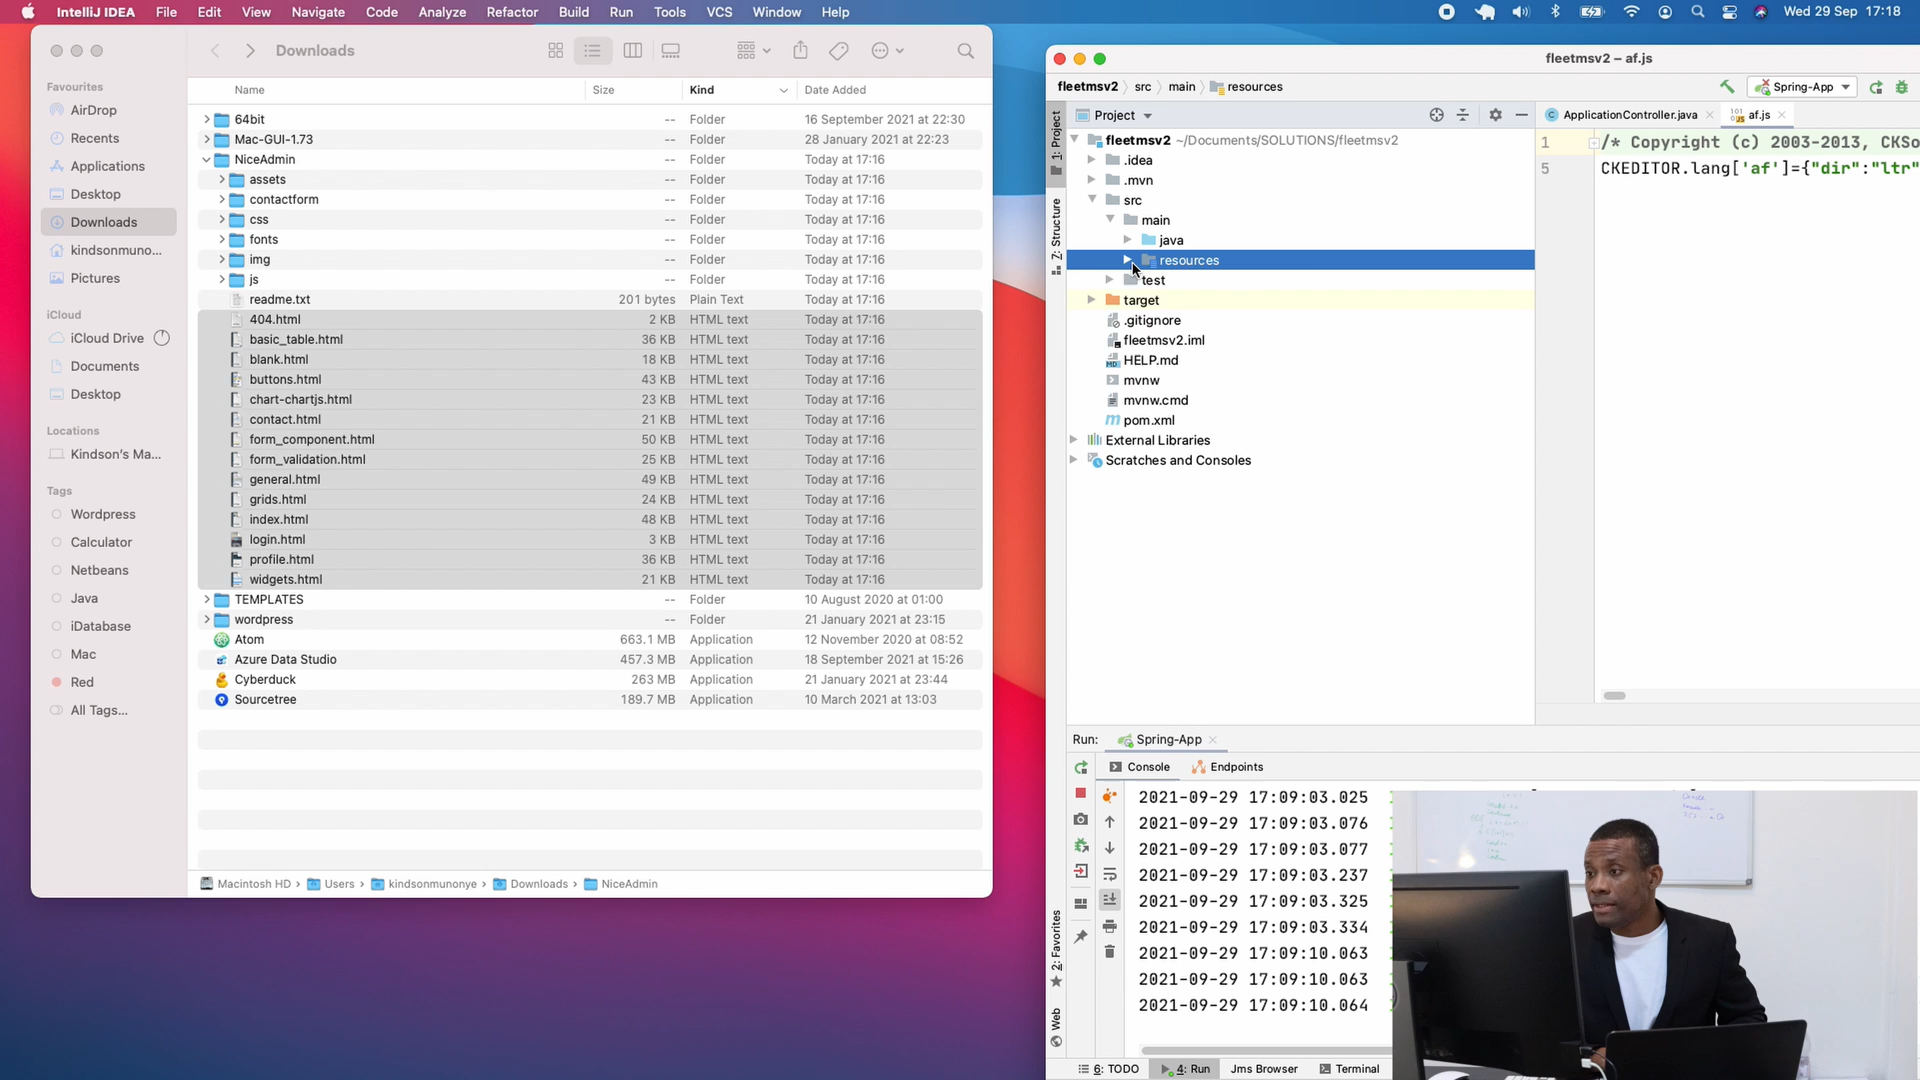 IntelliJ IDEA File Edit View Navigate Code Analyze Refactor Build Run Tools VCS Window Help Wed 29 Sep 17:18
Downloads
Favourites
AirDrop
Recents
Applications
Desktop
Downloads
kindsonmuno...
Pictures
iCloud
iCloud Drive
Documents
Desktop
Locations
Kindson's Ma...
Tags
Wordpress
Calculator
Netbeans
Java
iDatabase
Mac
Red
All Tags...
Name Size Kind Date Added
64bit -- Folder 16 September 2021 at 22:30
Mac-GUI-1.73 -- Folder 28 January 2021 at 22:23
NiceAdmin -- Folder Today at 17:16
assets -- Folder Today at 17:16
contactform -- Folder Today at 17:16
css -- Folder Today at 17:16
fonts -- Folder Today at 17:16
img -- Folder Today at 17:16
js -- Folder Today at 17:16
readme.txt 201 bytes Plain Text Today at 17:16
404.html 2 KB HTML text Today at 17:16
basic_table.html 36 KB HTML text Today at 17:16
blank.html 18 KB HTML text Today at 17:16
buttons.html 43 KB HTML text Today at 17:16
chart-chartjs.html 23 KB HTML text Today at 17:16
contact.html 21 KB HTML text Today at 17:16
form_component.html 50 KB HTML text Today at 17:16
form_validation.html 25 KB HTML text Today at 17:16
general.html 49 KB HTML text Today at 17:16
grids.html 24 KB HTML text Today at 17:16
index.html 48 KB HTML text Today at 17:16
login.html 3 KB HTML text Today at 17:16
profile.html 36 KB HTML text Today at 17:16
widgets.html 21 KB HTML text Today at 17:16
TEMPLATES -- Folder 10 August 2020 at 01:00
wordpress -- Folder 21 January 2021 at 23:15
Atom 663.1 MB Application 12 November 2020 at 08:52
Azure Data Studio 457.3 MB Application 18 September 2021 at 15:26
Cyberduck 263 MB Application 21 January 2021 at 23:44
Sourcetree 189.7 MB Application 10 March 2021 at 13:03
Macintosh HD › Users › kindsonmunonye › Downloads › NiceAdmin
fleetmsv2 – af.js
fleetmsv2 src main resources Spring-App
1: Project
Z: Structure
2: Favorites
Web
Project
fleetmsv2 ~/Documents/SOLUTIONS/fleetmsv2
.idea
.mvn
src
main
java
resources
test
target
.gitignore
fleetmsv2.iml
HELP.md
mvnw
mvnw.cmd
pom.xml
External Libraries
Scratches and Consoles
ApplicationController.java af.js
1 /* Copyright (c) 2003-2013, CKSo
5 CKEDITOR.lang['af']={"dir":"ltr"
Run: Spring-App
Console Endpoints
2021-09-29 17:09:03.025
2021-09-29 17:09:03.076
2021-09-29 17:09:03.077
2021-09-29 17:09:03.237
2021-09-29 17:09:03.325
2021-09-29 17:09:03.334
2021-09-29 17:09:10.063
2021-09-29 17:09:10.063
2021-09-29 17:09:10.064
6: TODO 4: Run Jms Browser Terminal